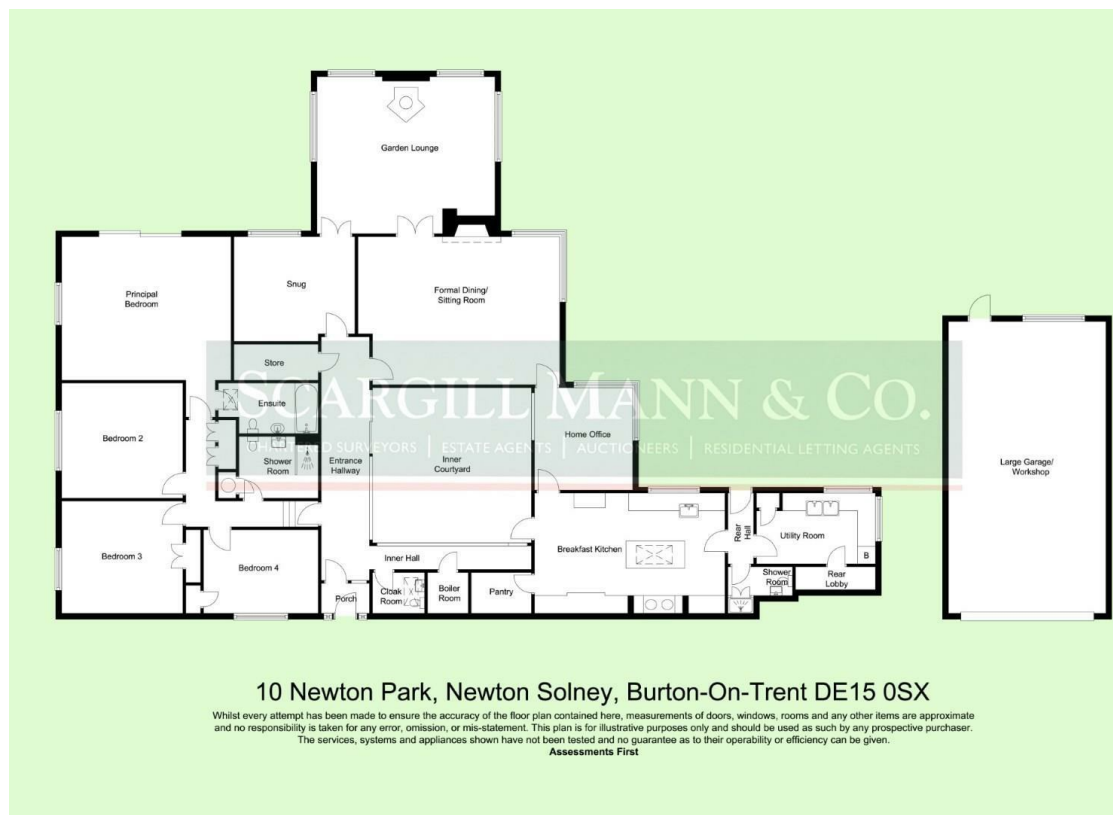 Garden Lounge
Principal
Bedroom
Snug
Formal Dining/
Sitting Room
Store
Ensuite
SCARGILL MANN & CO.
CHARTERED SURVEYORS | ESTATE AGENTS | AUCTIONEERS | RESIDENTIAL LETTING AGENTS
Bedroom 2
Shower
Room
Entrance
Hallway
Inner
Courtyard
Home Office
Large Garage/
Workshop
Bedroom 3
Bedroom 4
Inner Hall
Breakfast Kitchen
Rear
Hall
Utility Room
B
Porch
Cloak
Room
Boiler
Room
Pantry
Shower
Room
Rear
Lobby
10 Newton Park, Newton Solney, Burton-On-Trent DE15 0SX
Whilst every attempt has been made to ensure the accuracy of the floor plan contained here, measurements of doors, windows, rooms and any other items are approximate
and no responsibility is taken for any error, omission, or mis-statement. This plan is for illustrative purposes only and should be used as such by any prospective purchaser.
The services, systems and appliances shown have not been tested and no guarantee as to their operability or efficiency can be given.
Assessments First